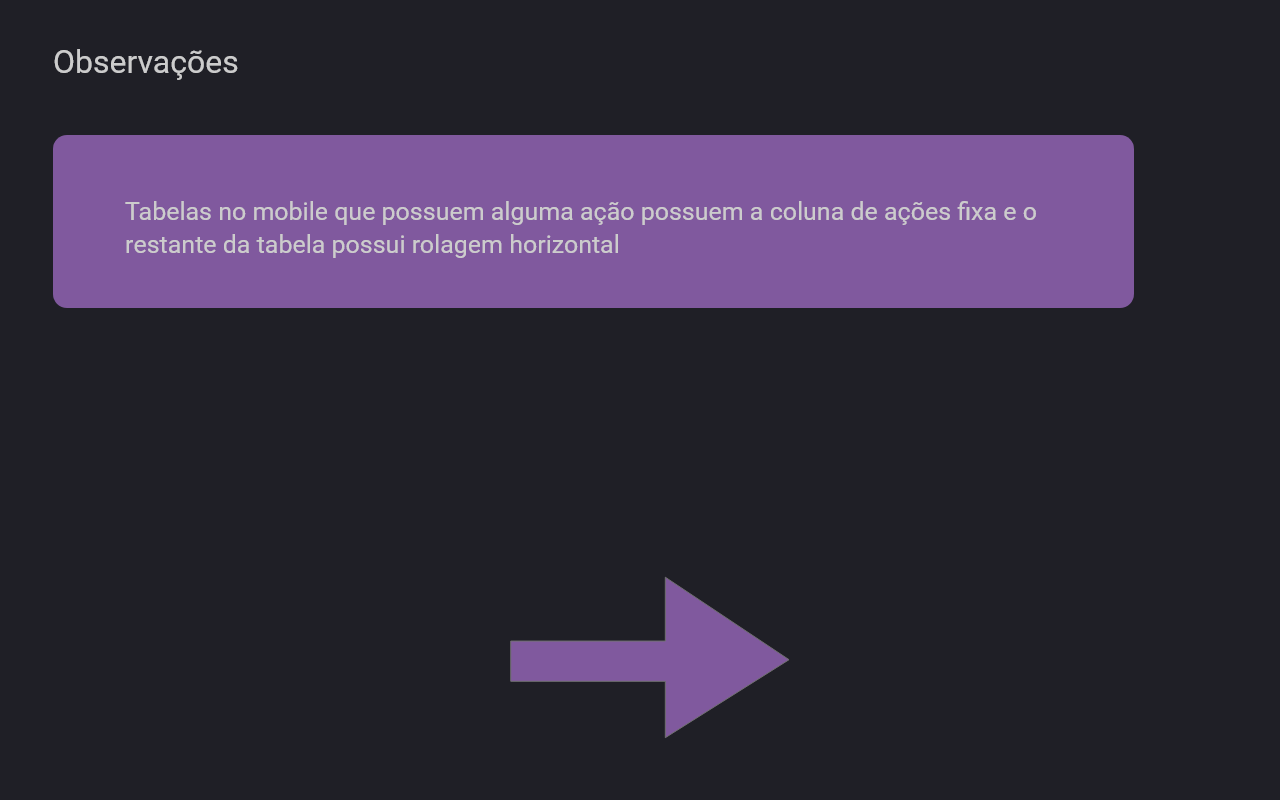 Observações
Tabelas no mobile que possuem alguma ação possuem a coluna de ações fixa e o
restante da tabela possui rolagem horizontal